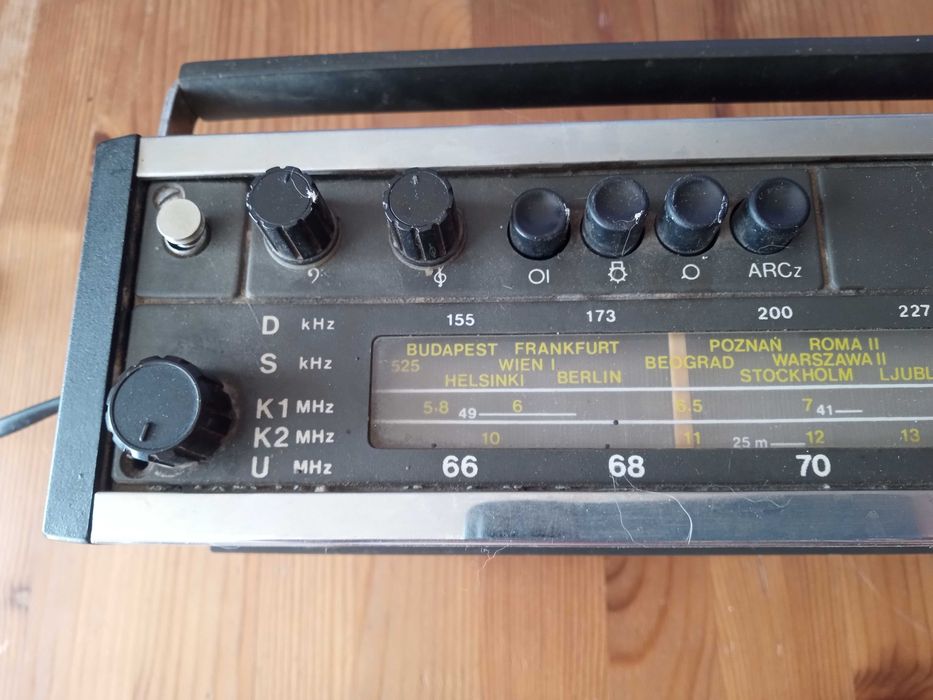 OI ARCz
D kHz 155 173 200 227
S kHz
525 BUDAPEST FRANKFURT POZNAŃ ROMA II
WIEN I BEOGRAD WARSZAWA II
HELSINKI BERLIN STOCKHOLM LJUBL
K1 MHz 5.8 49 6 6.5 7 41
K2 MHz 10 11 25 m 12 13
U MHz 66 68 70